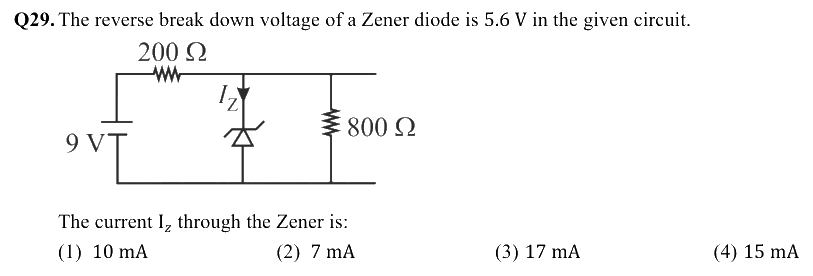 Q29. The reverse break down voltage of a Zener diode is 5.6 V in the given circuit.
200 Ω
I_Z
800 Ω
9 V
The current I_z through the Zener is:
(1) 10 mA (2) 7 mA (3) 17 mA (4) 15 mA